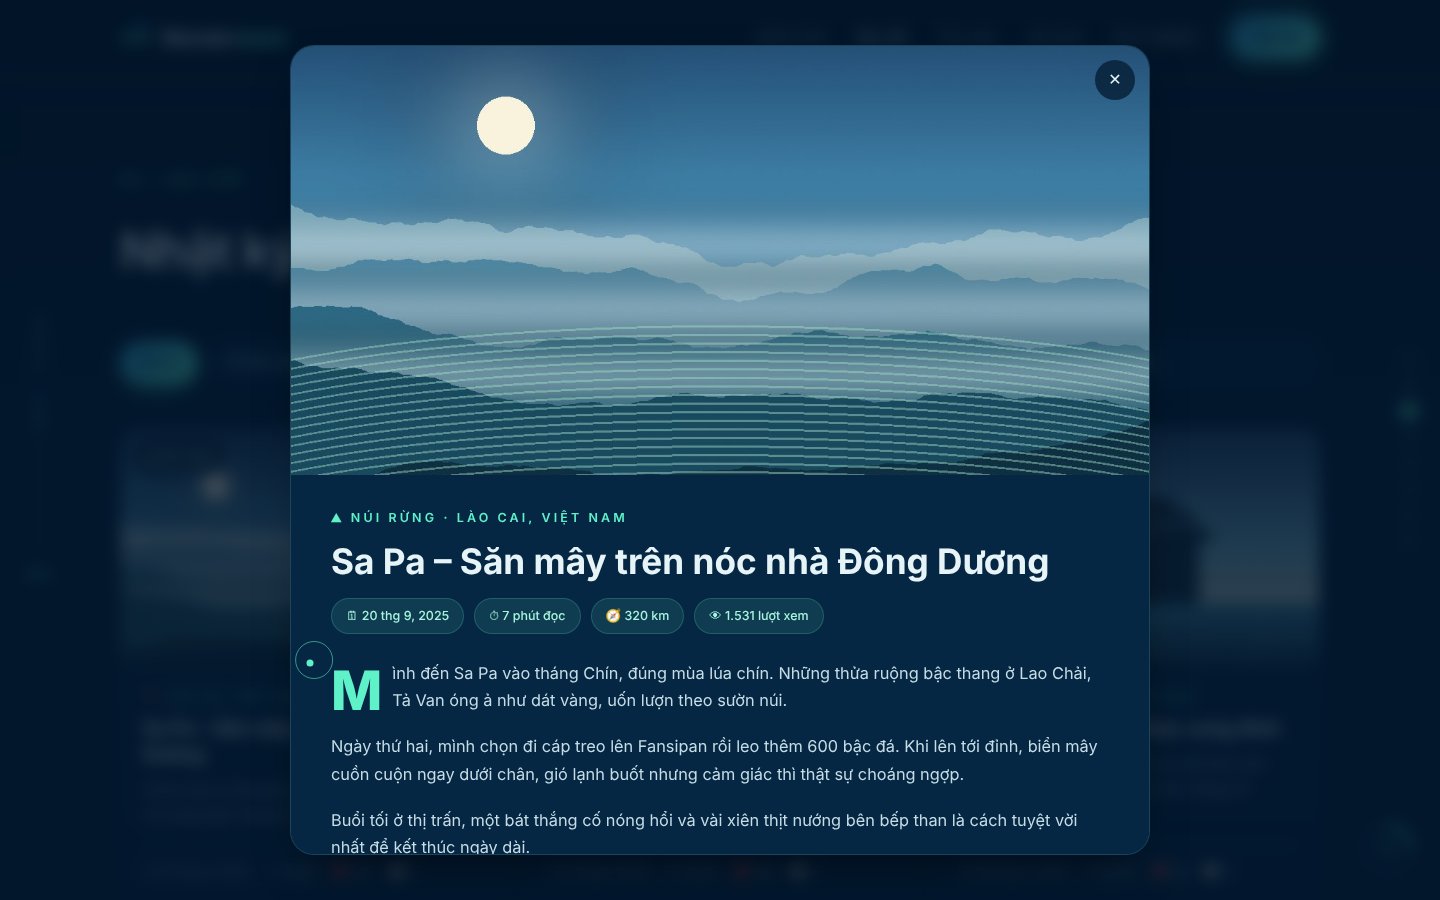 ✕
▲ NÚI RỪNG · LÀO CAI, VIỆT NAM
Sa Pa – Săn mây trên nóc nhà Đông Dương
🗓 20 thg 9, 2025 ⏱ 7 phút đọc 🧭 320 km 👁 1.531 lượt xem
Mình đến Sa Pa vào tháng Chín, đúng mùa lúa chín. Những thửa ruộng bậc thang ở Lao Chải,
Tả Van óng ả như dát vàng, uốn lượn theo sườn núi.
Ngày thứ hai, mình chọn đi cáp treo lên Fansipan rồi leo thêm 600 bậc đá. Khi lên tới đỉnh, biển mây
cuồn cuộn ngay dưới chân, gió lạnh buốt nhưng cảm giác thì thật sự choáng ngợp.
Buổi tối ở thị trấn, một bát thắng cố nóng hổi và vài xiên thịt nướng bên bếp than là cách tuyệt vời
nhất để kết thúc ngày dài.